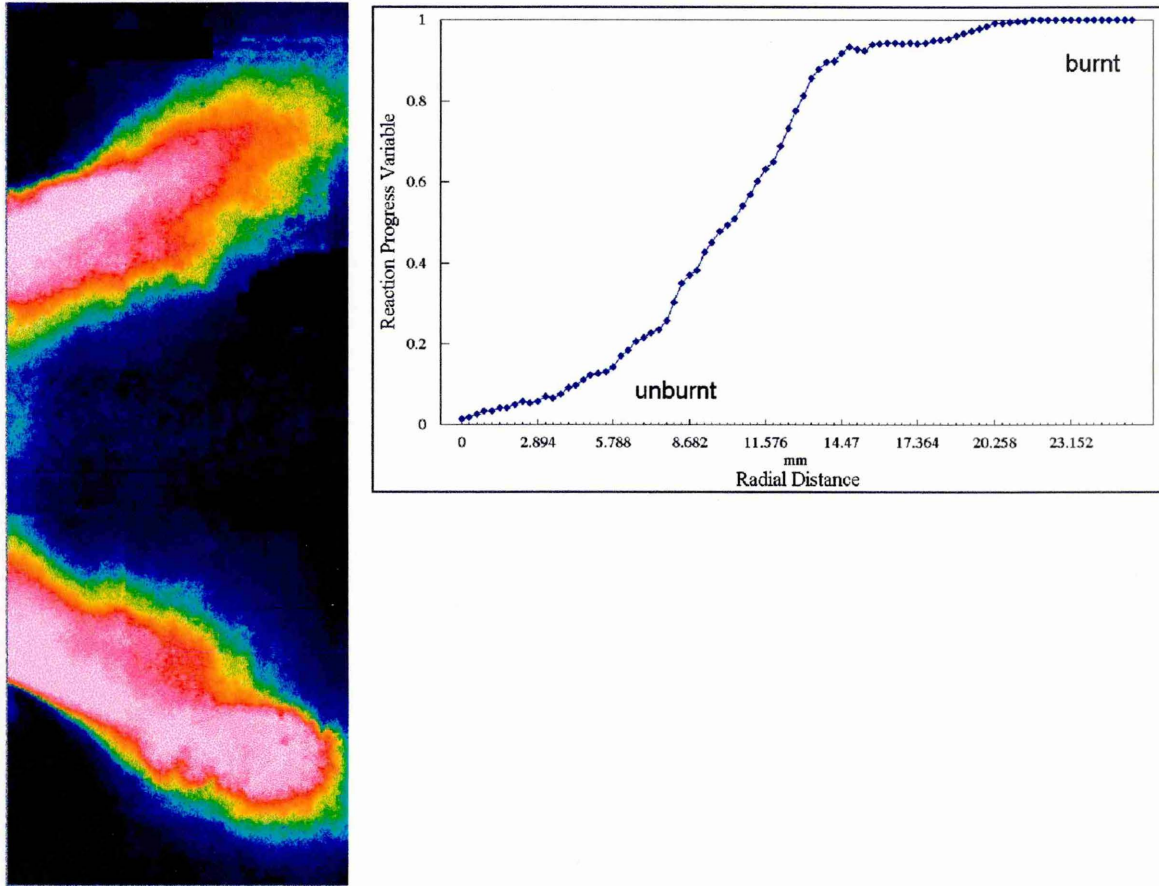 1
0.8
0.6
0.4
0.2
0
Reaction Progress Variable
burnt
unburnt
0 2.894 5.788 8.682 11.576 14.47 17.364 20.258 23.152
mm
Radial Distance